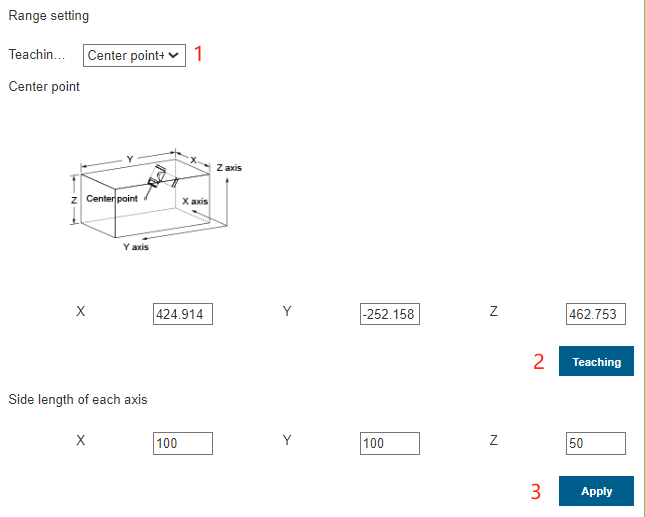 Range setting
Teachin... Center point+ 1
Center point
Y X Z axis
Z Center point X axis
Y axis
X 424.914 Y -252.158 Z 462.753
2 Teaching
Side length of each axis
X 100 Y 100 Z 50
3 Apply